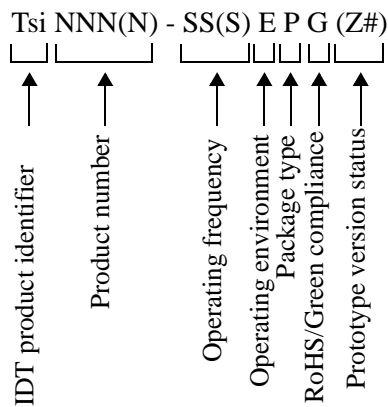 Tsi NNN(N) - SS(S) E P G (Z#)
IDT product identifier
Product number
Operating frequency
Operating environment
Package type
RoHS/Green compliance
Prototype version status